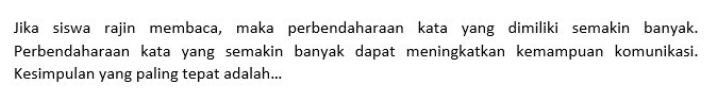 Jika siswa rajin membaca, maka perbendaharaan kata yang dimiliki semakin banyak.
Perbendaharaan kata yang semakin banyak dapat meningkatkan kemampuan komunikasi.
Kesimpulan yang paling tepat adalah...